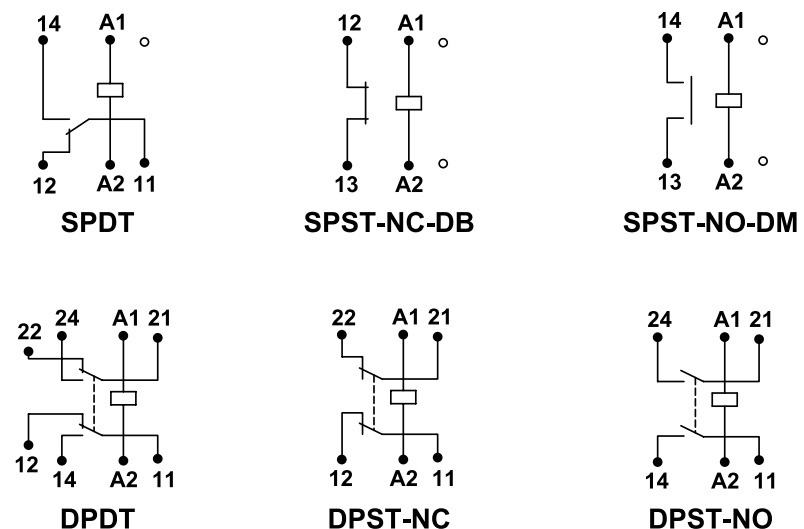 14 A1
12 A2 11
SPDT
12 A1
13 A2
SPST-NC-DB
14 A1
13 A2
SPST-NO-DM
22 24 A1 21
12 14 A2 11
DPDT
22 A1 21
12 A2 11
DPST-NC
24 A1 21
14 A2 11
DPST-NO